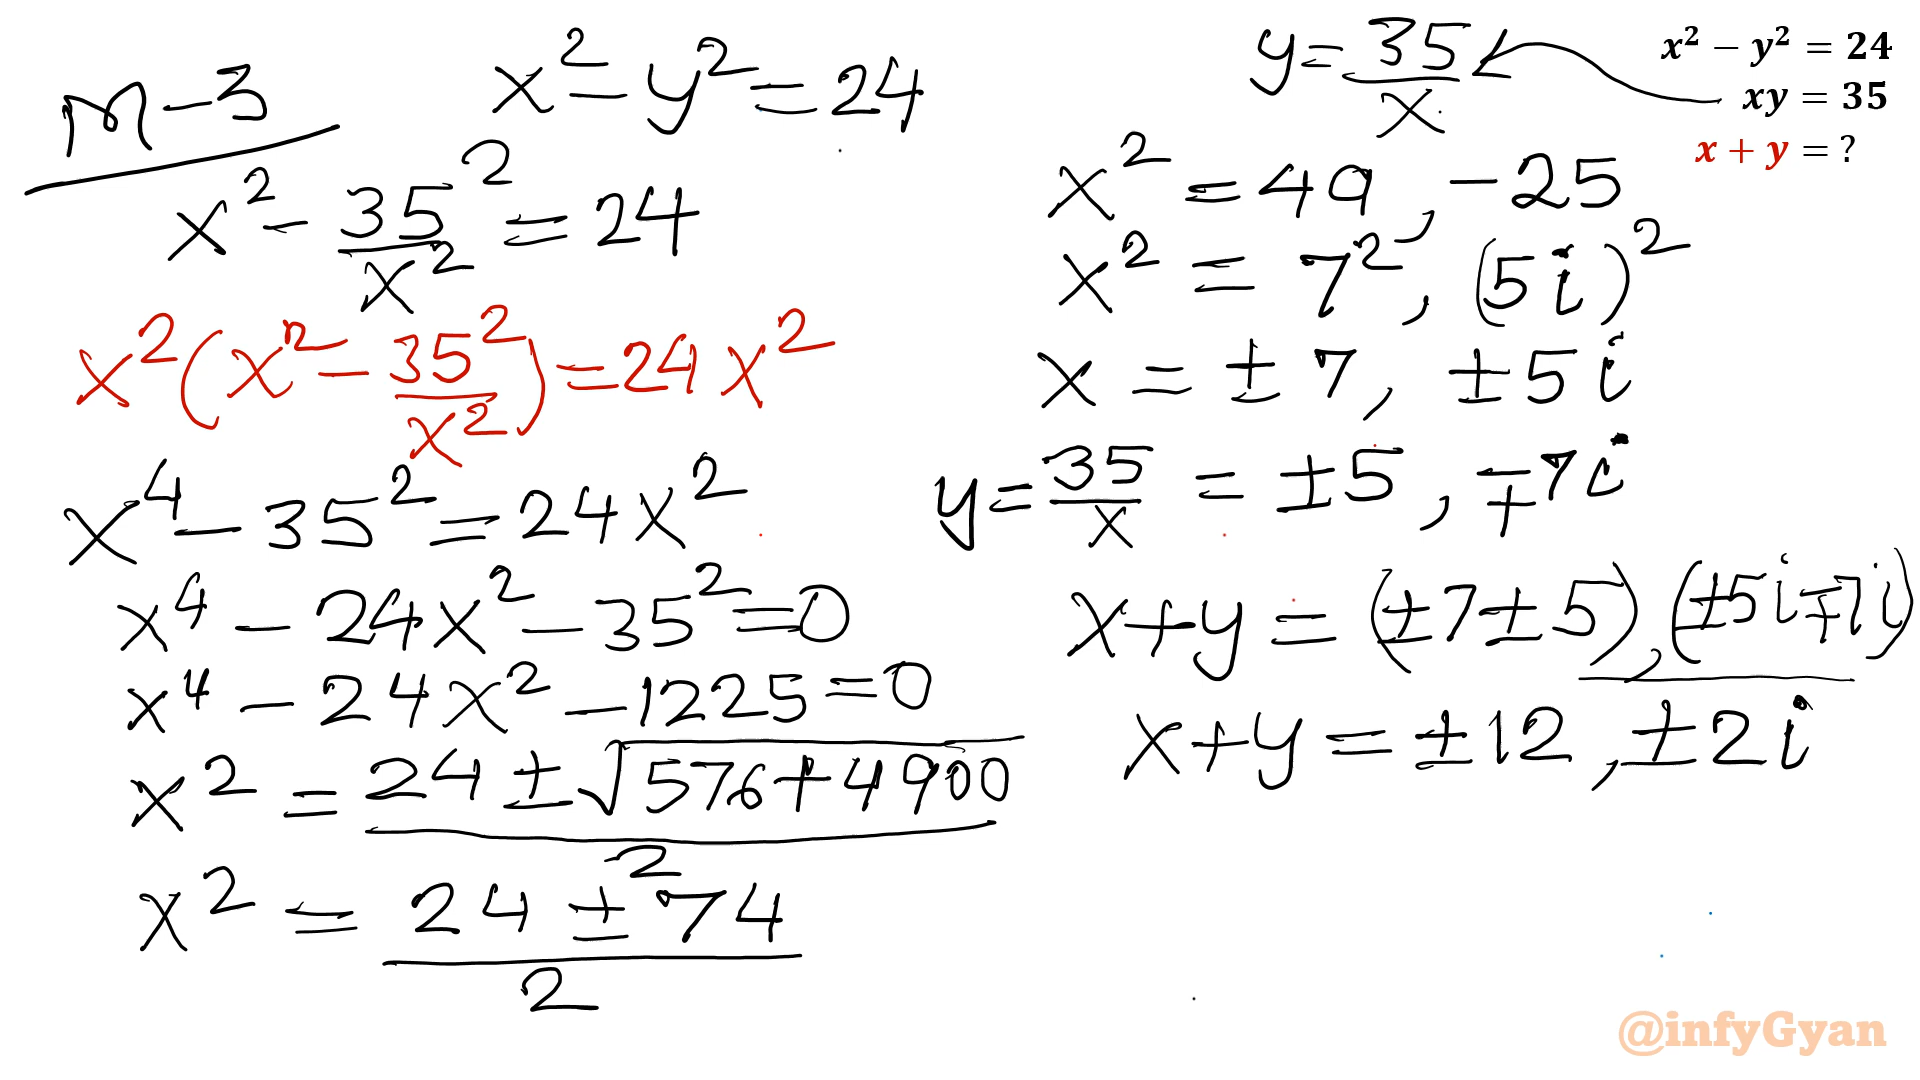 M-3
x² - y² = 24
x² - 35²/x² = 24
x²(x² - 35²/x²) = 24x²
x⁴ - 35² = 24x²
x⁴ - 24x² - 35² = 0
x⁴ - 24x² - 1225 = 0
x² = (24 ± √(576 + 4900))/2
x² = (24 ± 74)/2
y = 35/x
x² = 49, -25
x² = 7², (5i)²
x = ±7, ±5i
y = 35/x = ±5, ∓7i
x+y = (±7±5), (±5i∓7i)
x+y = ±12, ±2i
x² − y² = 24
xy = 35
x + y = ?
@infyGyan